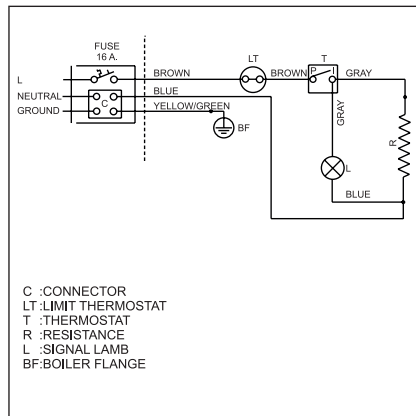 FUSE
16 A.
LT
T
L
BROWN
BROWN
P I
GRAY
NEUTRAL
BLUE
C
GROUND
YELLOW/GREEN
GRAY
BF
R
L
BLUE
C :CONNECTOR
LT :LIMIT THERMOSTAT
T :THERMOSTAT
R :RESISTANCE
L :SIGNAL LAMB
BF:BOILER FLANGE